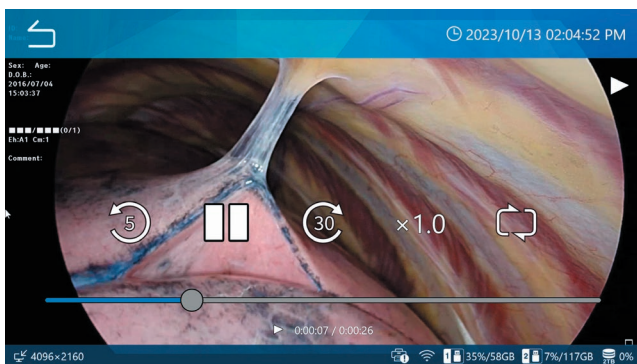 2023/10/13 02:04:52 PM
Sex: Age:
D.O.B.:
2016/07/04
15:03:37
■■■/■■■(0/1)
Eh:A1 Cm:1
Comment:
5
30
×1.0
0:00:07 / 0:00:26
4096×2160
1 35%/58GB 2 7%/117GB 2TB 0%